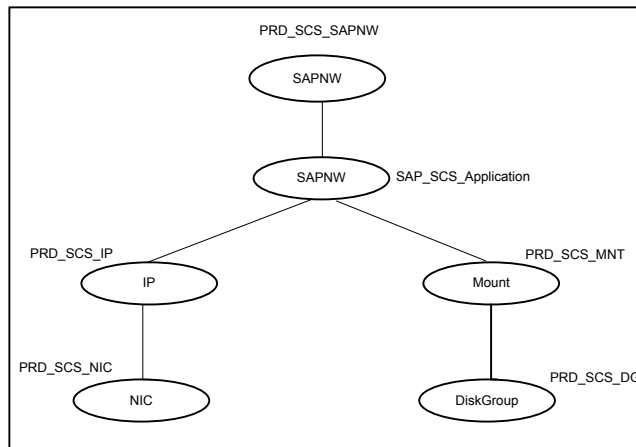 PRD_SCS_SAPNW
SAPNW
SAPNW
SAP_SCS_Application
PRD_SCS_IP
PRD_SCS_MNT
IP
Mount
PRD_SCS_NIC
PRD_SCS_DG
NIC
DiskGroup